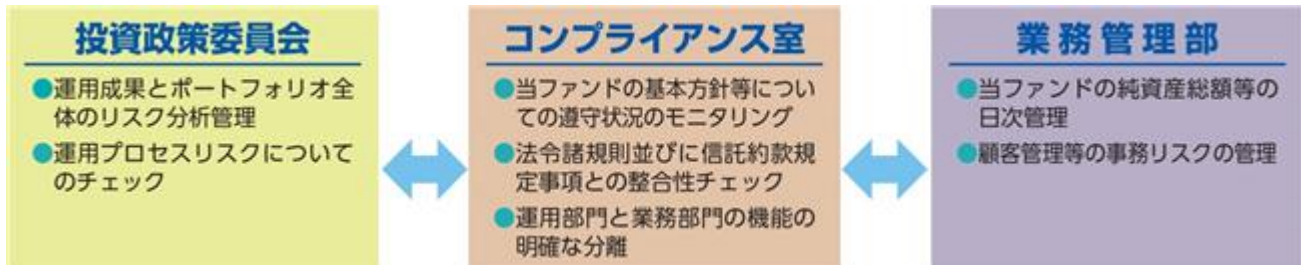 投資政策委員会
●運用成果とポートフォリオ全
体のリスク分析管理
●運用プロセスリスクについて
のチェック
コンプライアンス室
●当ファンドの基本方針等につい
ての遵守状況のモニタリング
●法令諸規則並びに信託約款規
定事項との整合性チェック
●運用部門と業務部門の機能の
明確な分離
業務管理部
●当ファンドの純資産総額等の
日次管理
●顧客管理等の事務リスクの管理